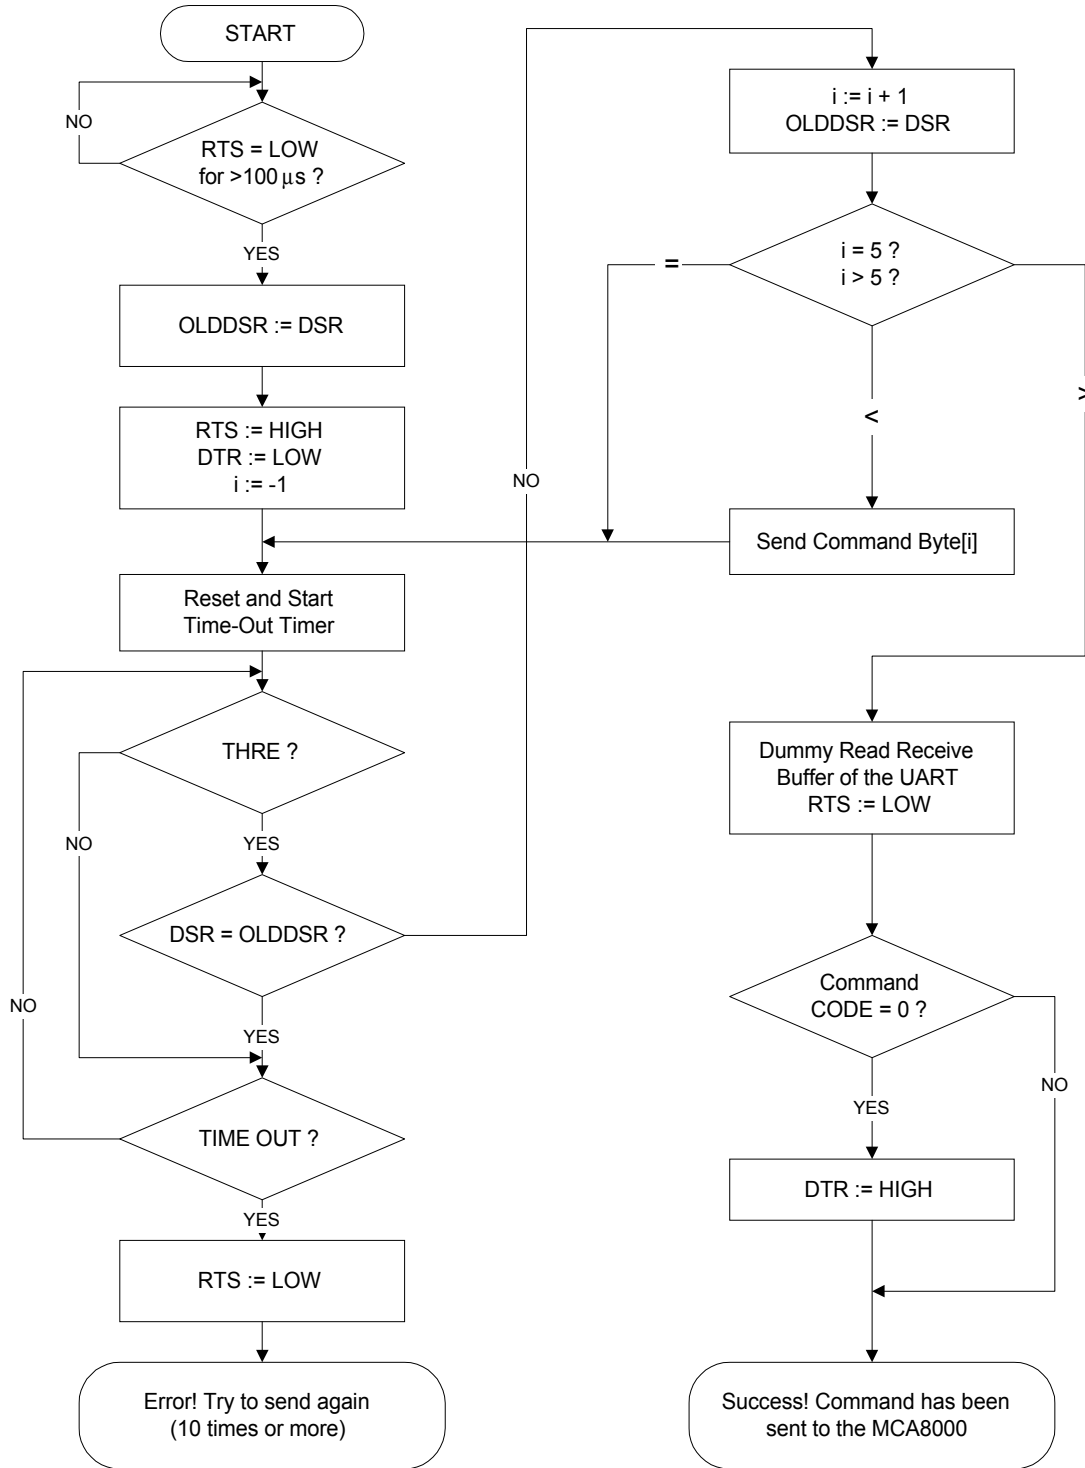 START
NO
RTS = LOW
for >100 μs ?
YES
OLDDSR := DSR
RTS := HIGH
DTR := LOW
i := -1
Reset and Start
Time-Out Timer
THRE ?
NO
YES
DSR = OLDDSR ?
NO
YES
TIME OUT ?
YES
RTS := LOW
Error! Try to send again
(10 times or more)
NO
i := i + 1
OLDDSR := DSR
i = 5 ?
i > 5 ?
=
<
>
Send Command Byte[i]
Dummy Read Receive
Buffer of the UART
RTS := LOW
Command
CODE = 0 ?
NO
YES
DTR := HIGH
Success! Command has been
sent to the MCA8000